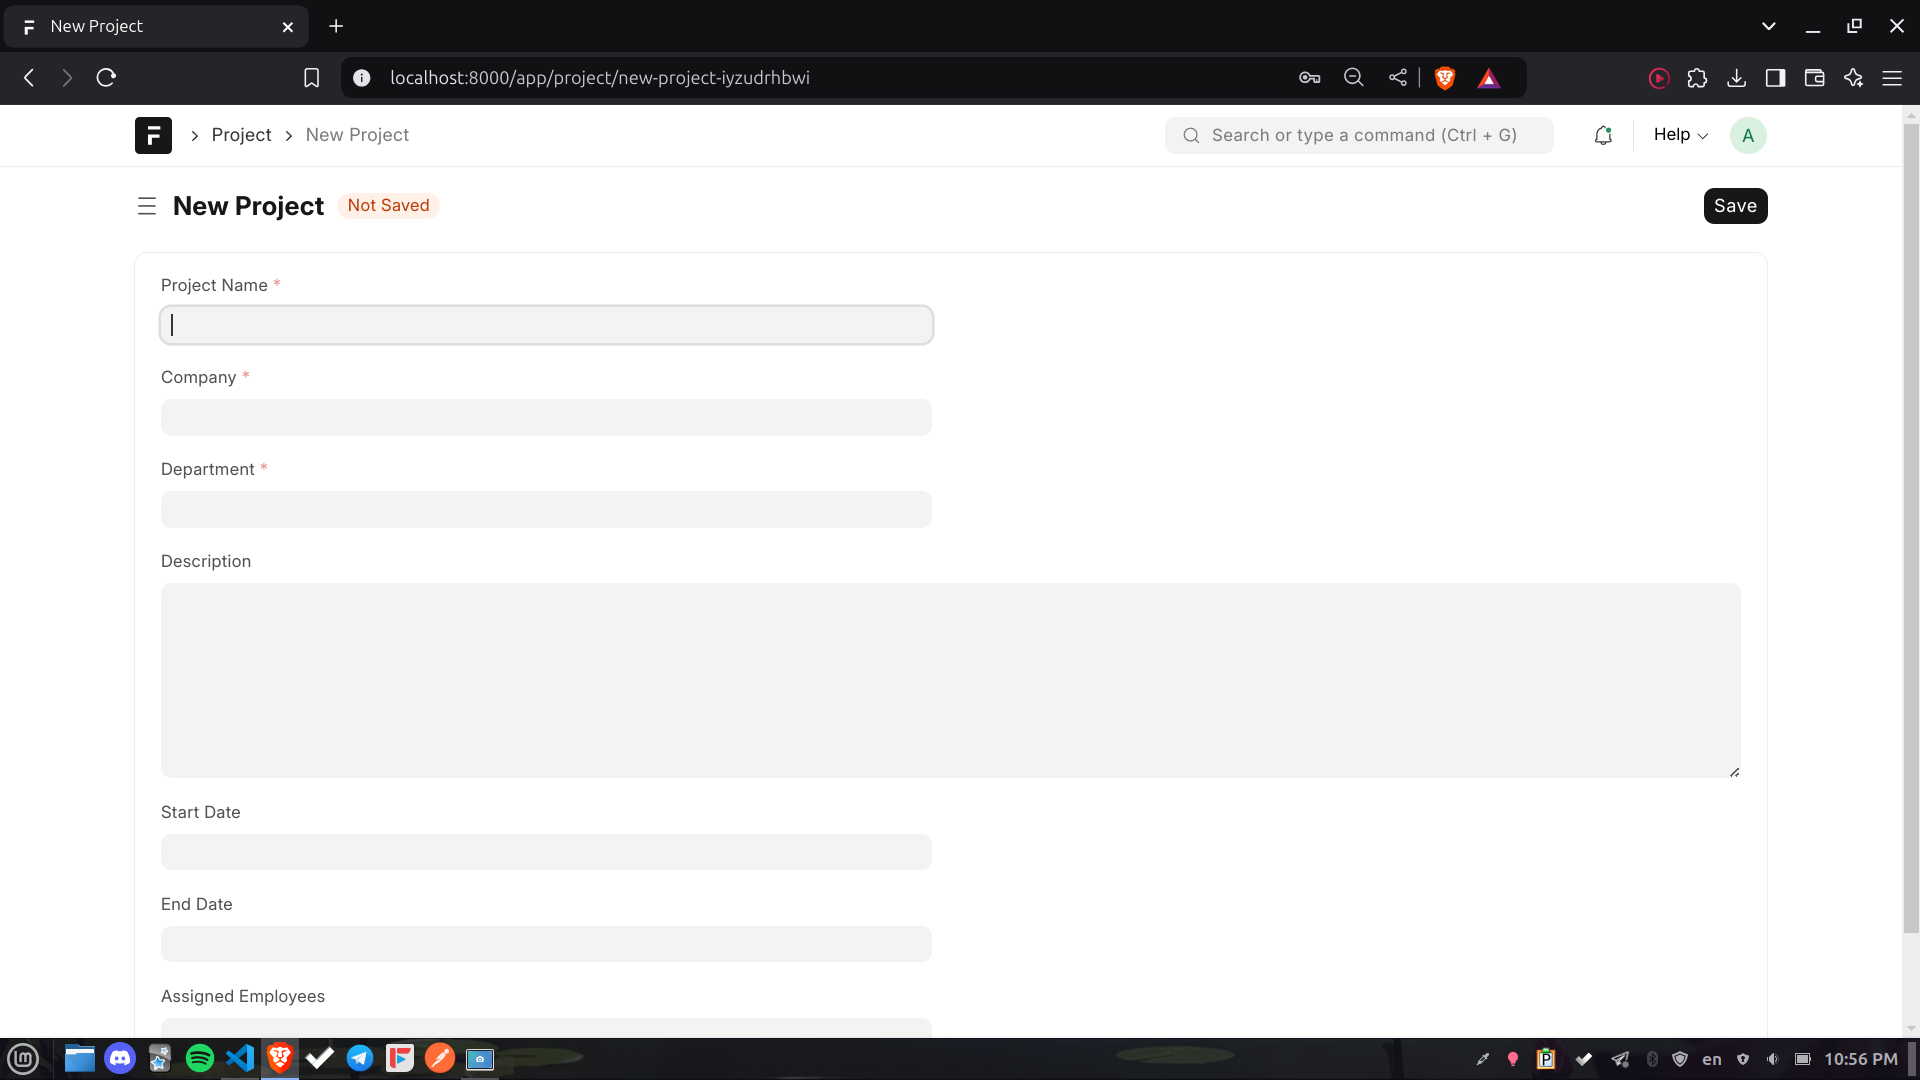 New Project
localhost:8000/app/project/new-project-iyzudrhbwi
Project
New Project
Search or type a command (Ctrl + G)
Help
A
New Project
Not Saved
Save
Project Name *
Company *
Department *
Description
Start Date
End Date
Assigned Employees
en
10:56 PM